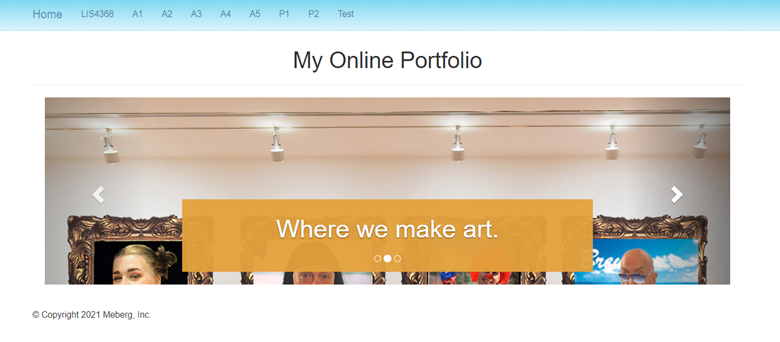 Home LIS4368 A1 A2 A3 A4 A5 P1 P2 Test
My Online Portfolio
Where we make art.
© Copyright 2021 Meberg, Inc.